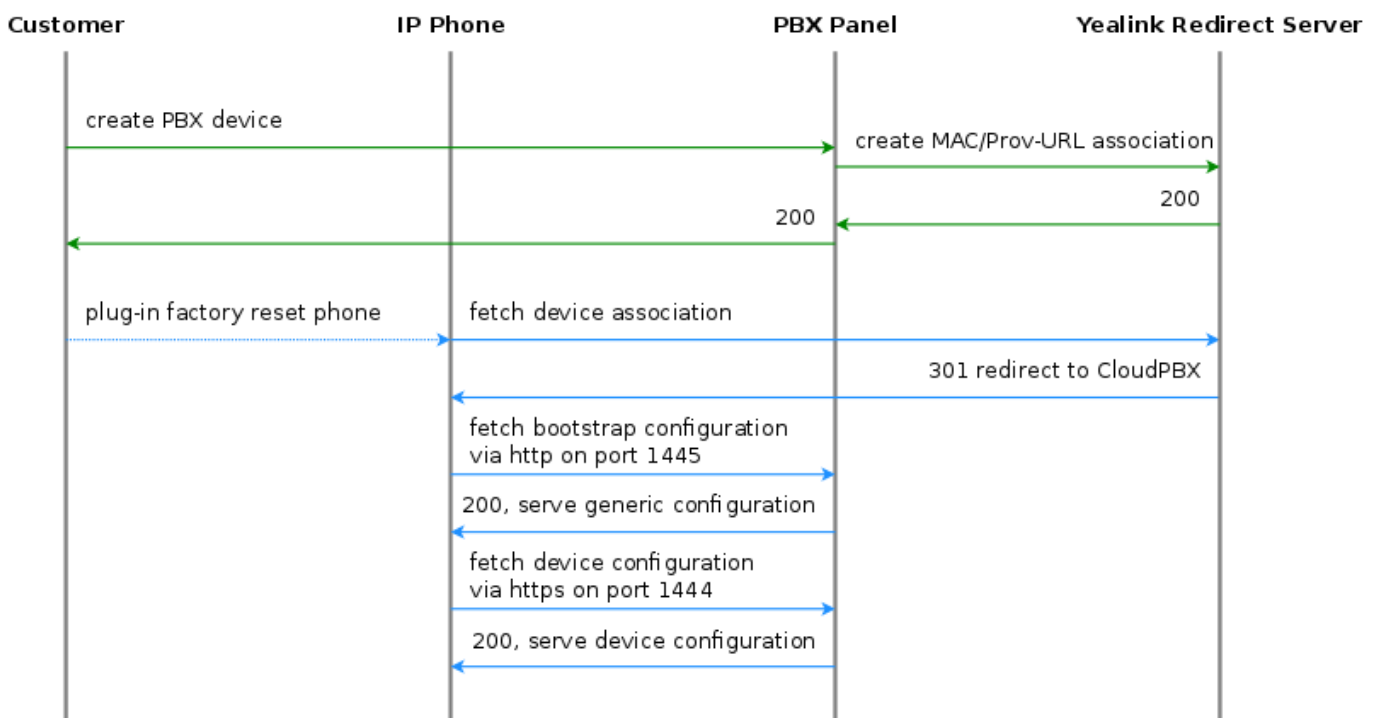 Customer
IP Phone
PBX Panel
Yealink Redirect Server
create PBX device
create MAC/Prov-URL association
200
200
plug-in factory reset phone
fetch device association
301 redirect to CloudPBX
fetch bootstrap configuration
via http on port 1445
200, serve generic configuration
fetch device configuration
via https on port 1444
200, serve device configuration